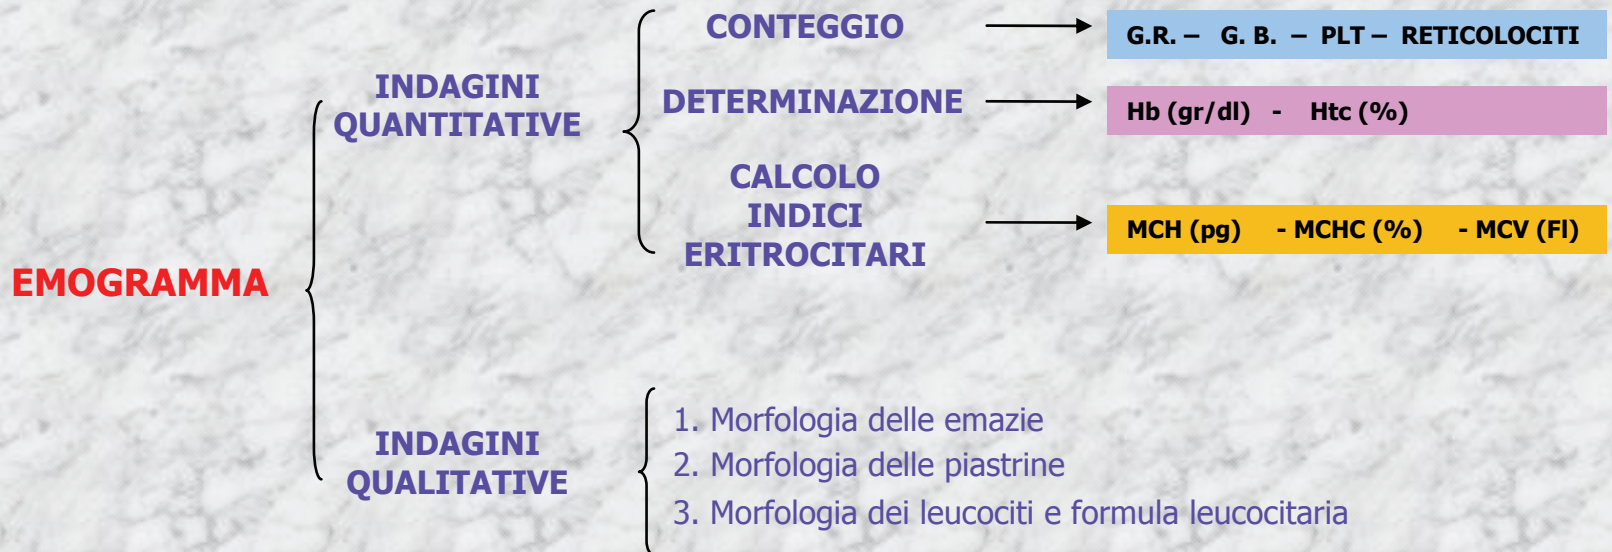 EMOGRAMMA
INDAGINI
QUANTITATIVE
CONTEGGIO
G.R. – G. B. – PLT – RETICOLOCITI
DETERMINAZIONE
Hb (gr/dl) - Htc (%)
CALCOLO
INDICI
ERITROCITARI
MCH (pg) - MCHC (%) - MCV (Fl)
INDAGINI
QUALITATIVE
1. Morfologia delle emazie
2. Morfologia delle piastrine
3. Morfologia dei leucociti e formula leucocitaria